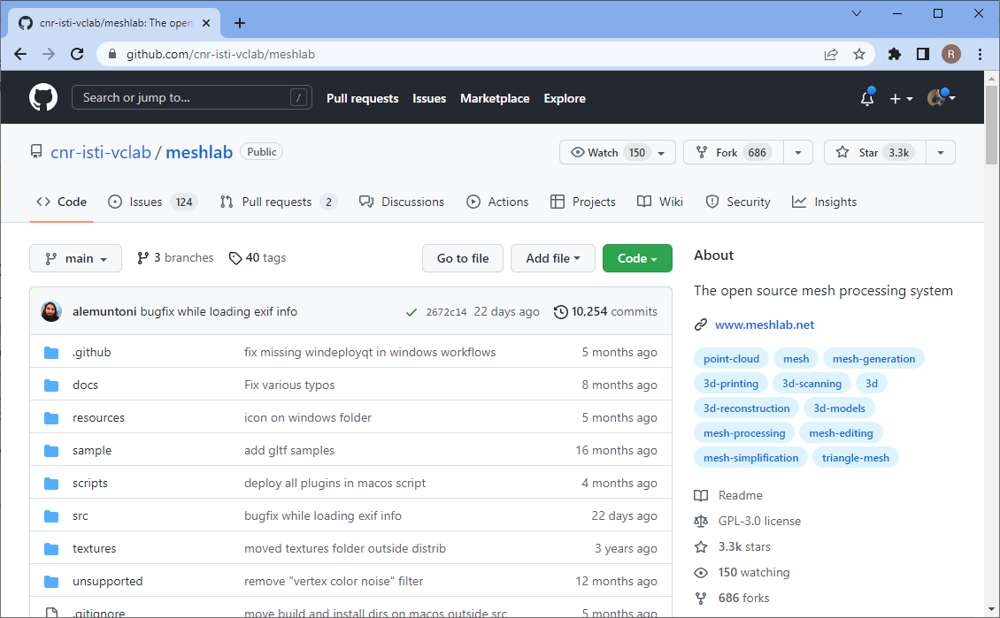 cnr-isti-vclab/meshlab: The open
github.com/cnr-isti-vclab/meshlab
R
Search or jump to... / Pull requests Issues Marketplace Explore
cnr-isti-vclab / meshlab Public Watch 150 Fork 686 Star 3.3k
Code Issues 124 Pull requests 2 Discussions Actions Projects Wiki Security Insights
main 3 branches 40 tags Go to file Add file Code
alemuntoni bugfix while loading exif info 2672c14 22 days ago 10,254 commits
.github fix missing windeployqt in windows workflows 5 months ago
docs Fix various typos 8 months ago
resources icon on windows folder 5 months ago
sample add gltf samples 16 months ago
scripts deploy all plugins in macos script 4 months ago
src bugfix while loading exif info 22 days ago
textures moved textures folder outside distrib 3 years ago
unsupported remove "vertex color noise" filter 12 months ago
.gitignore move build and install dirs on macos outside src 5 months ago
About
The open source mesh processing system
www.meshlab.net
point-cloud mesh mesh-generation
3d-printing 3d-scanning 3d
3d-reconstruction 3d-models
mesh-processing mesh-editing
mesh-simplification triangle-mesh
Readme
GPL-3.0 license
3.3k stars
150 watching
686 forks